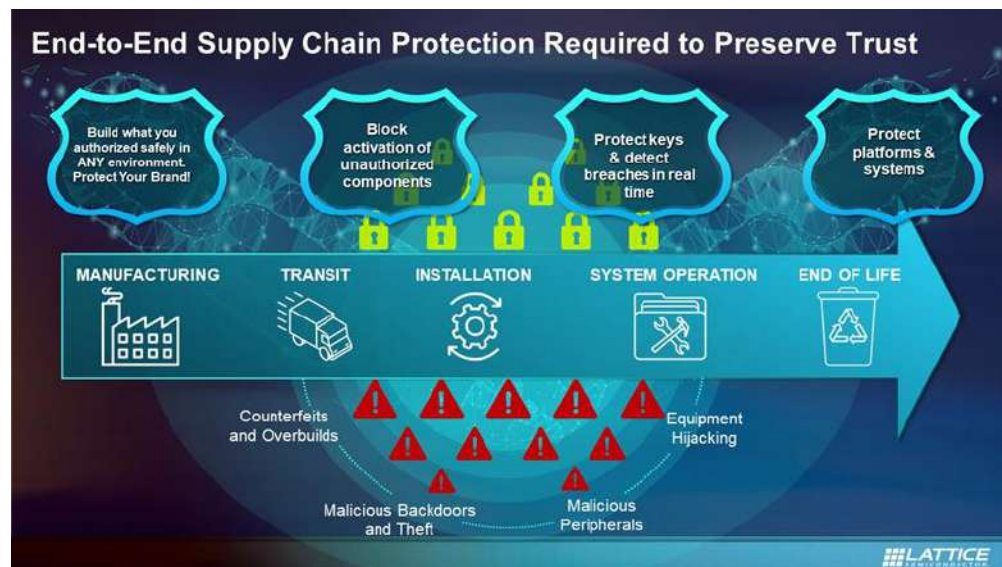 End-to-End Supply Chain Protection Required to Preserve Trust
Build what you
authorized safely in
ANY environment.
Protect Your Brand!
Block
activation of
unauthorized
components
Protect keys
& detect
breaches in real
time
Protect
platforms &
systems
MANUFACTURING
TRANSIT
INSTALLATION
SYSTEM OPERATION
END OF LIFE
Counterfeits
and Overbuilds
Malicious Backdoors
and Theft
Malicious
Peripherals
Equipment
Hijacking
LATTICE
SEMICONDUCTOR